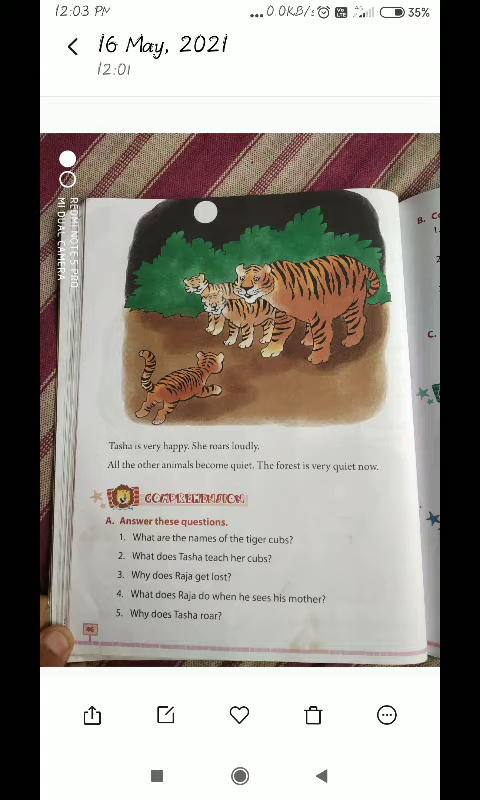 12:03 PM
0.0KB/s
4G
35%
16 May, 2021
12:01
REDMI NOTE 5 PRO
MI DUAL CAMERA
B.
1.
C.
Tasha is very happy. She roars loudly.
All the other animals become quiet. The forest is very quiet now.
COMPREHENSION
A. Answer these questions.
1. What are the names of the tiger cubs?
2. What does Tasha teach her cubs?
3. Why does Raja get lost?
4. What does Raja do when he sees his mother?
5. Why does Tasha roar?
46